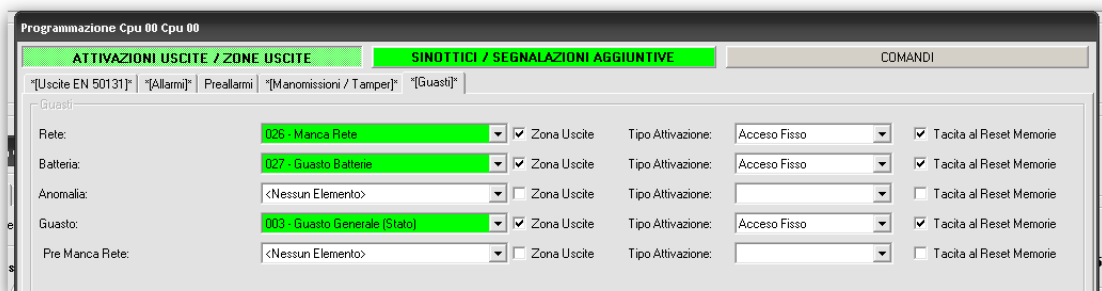 Programmazione Cpu 00 Cpu 00
ATTIVAZIONI USCITE / ZONE USCITE SINOTTICI / SEGNALAZIONI AGGIUNTIVE COMANDI
*[Uscite EN 50131]* *[Allarmi]* Preallarmi *[Manomissioni / Tamper]* *[Guasti]*
Guasti
Rete: 026 - Manca Rete Zona Uscite Tipo Attivazione: Acceso Fisso Tacita al Reset Memorie
Batteria: 027 - Guasto Batterie Zona Uscite Tipo Attivazione: Acceso Fisso Tacita al Reset Memorie
Anomalia: <Nessun Elemento> Zona Uscite Tipo Attivazione: Tacita al Reset Memorie
Guasto: 003 - Guasto Generale (Stato) Zona Uscite Tipo Attivazione: Acceso Fisso Tacita al Reset Memorie
Pre Manca Rete: <Nessun Elemento> Zona Uscite Tipo Attivazione: Tacita al Reset Memorie